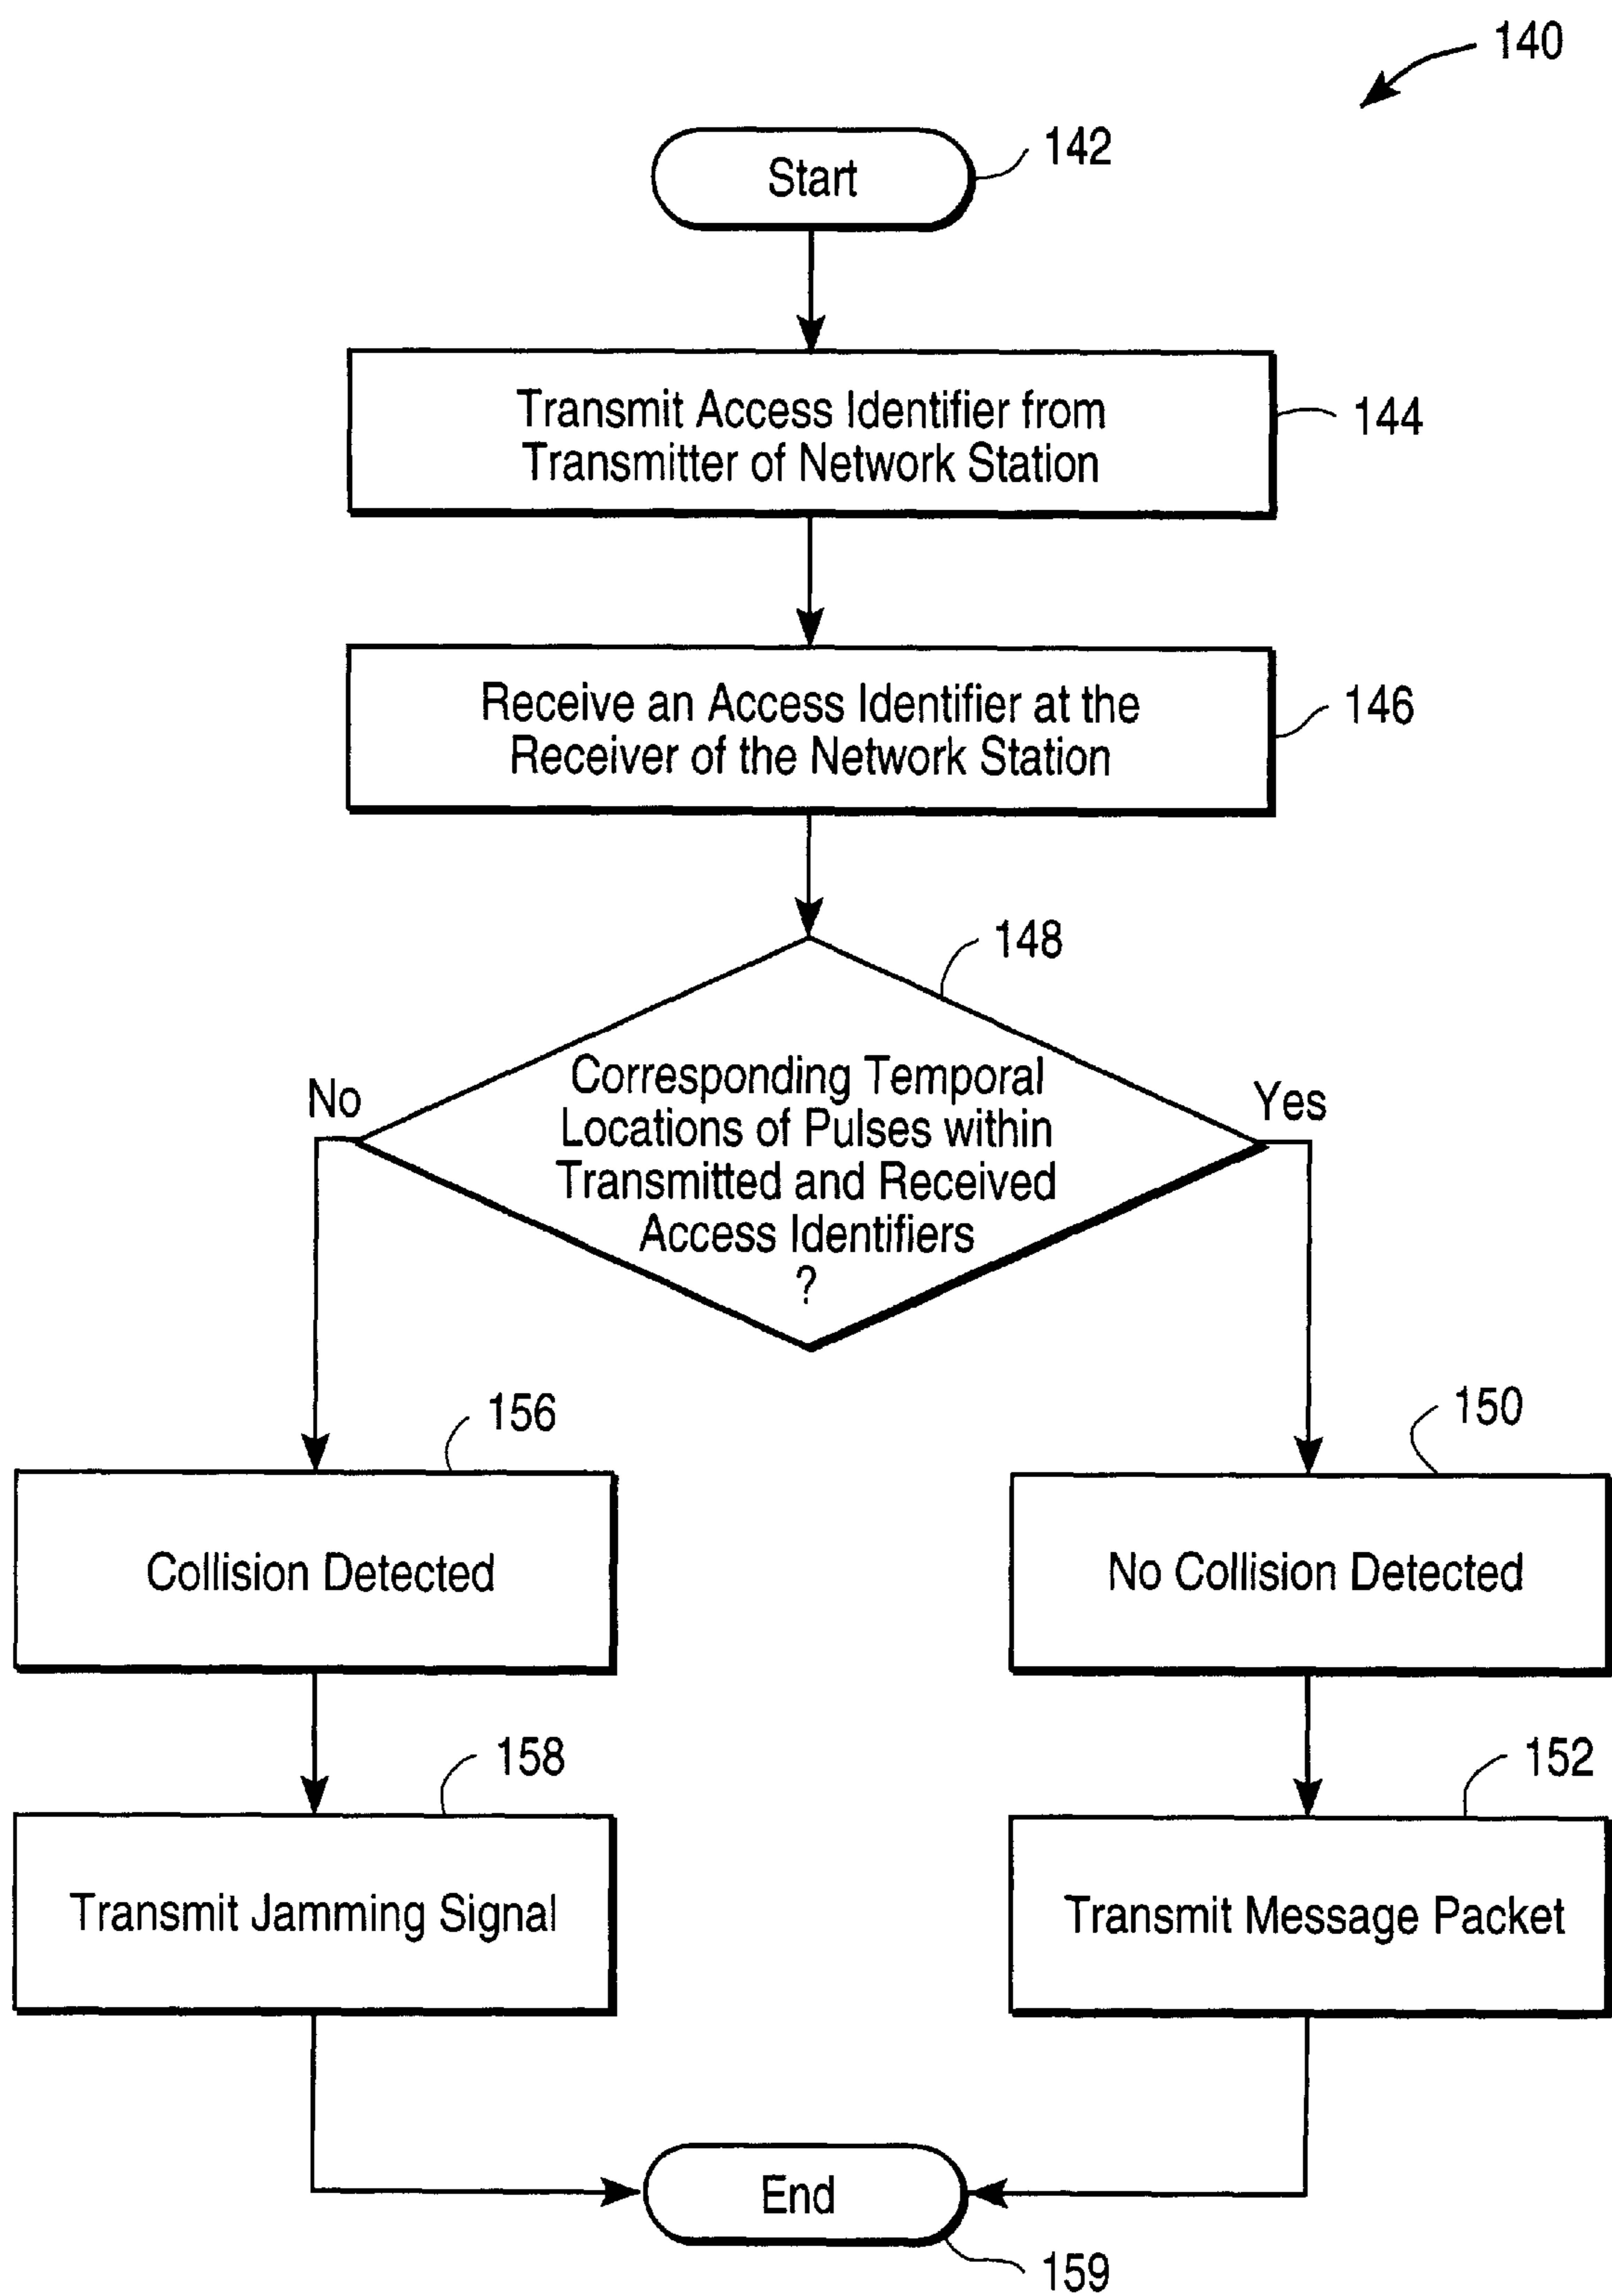 140
Start
142
Transmit Access Identifier from
Transmitter of Network Station
144
Receive an Access Identifier at the
Receiver of the Network Station
146
148
Corresponding Temporal
Locations of Pulses within
Transmitted and Received
Access Identifiers
?
No
Yes
156
150
Collision Detected
No Collision Detected
158
152
Transmit Jamming Signal
Transmit Message Packet
End
159